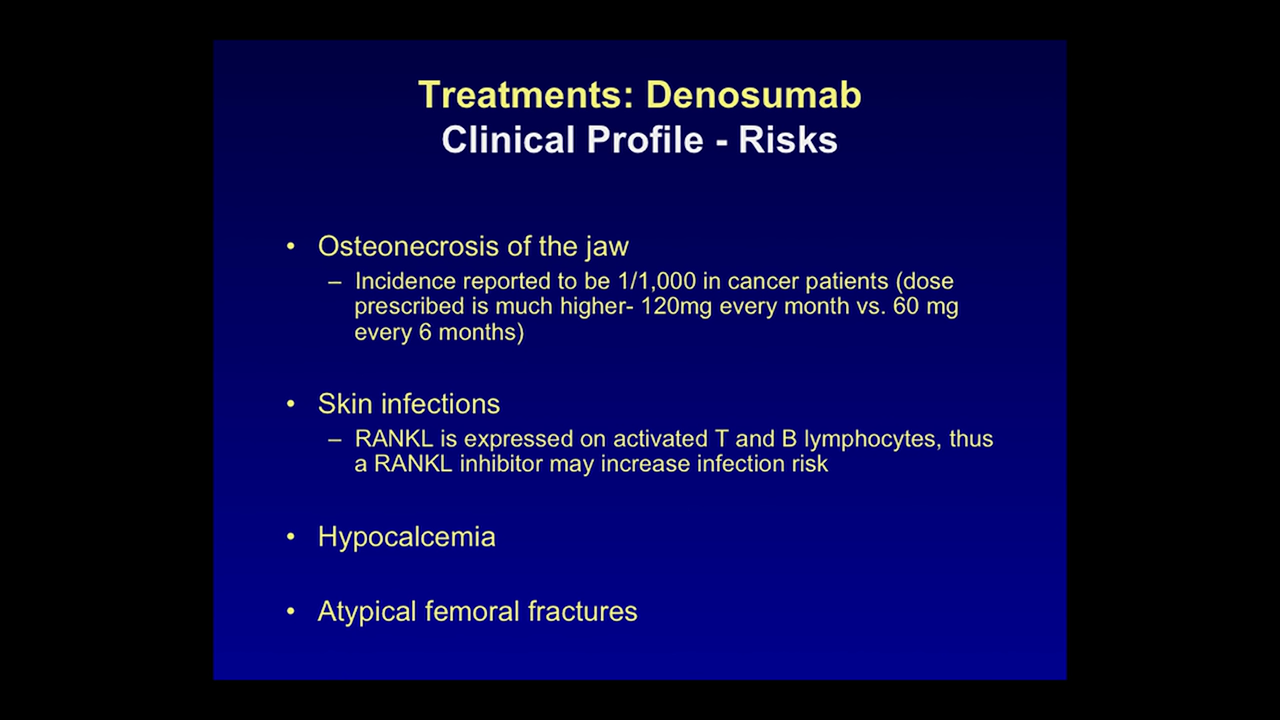 Treatments: Denosumab
Clinical Profile - Risks
• Osteonecrosis of the jaw
– Incidence reported to be 1/1,000 in cancer patients (dose
prescribed is much higher- 120mg every month vs. 60 mg
every 6 months)
• Skin infections
– RANKL is expressed on activated T and B lymphocytes, thus
a RANKL inhibitor may increase infection risk
• Hypocalcemia
• Atypical femoral fractures